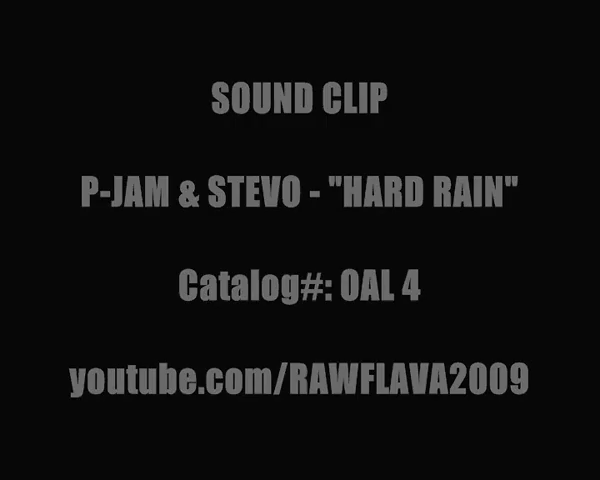 SOUND CLIP
P-JAM & STEVO - "HARD RAIN"
Catalog#: OAL 4
youtube.com/RAWFLAVA2009